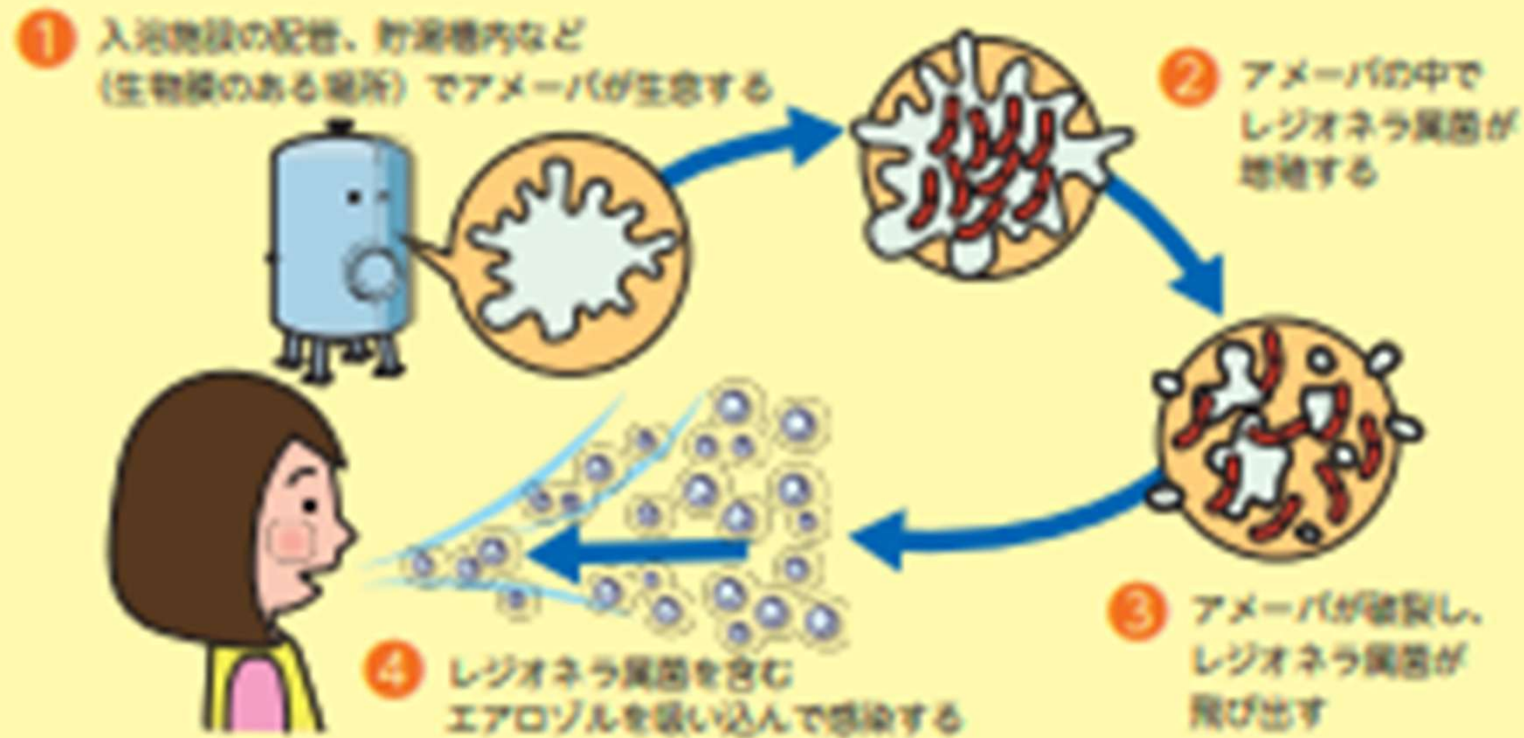 1 入浴施設の配管、貯湯槽内など
（生物膜のある場所）でアメーバが生息する
2 アメーバの中で
レジオネラ属菌が
増殖する
3 アメーバが破裂し、
レジオネラ属菌が
飛び出す
4 レジオネラ属菌を含む
エアロゾルを吸い込んで感染する